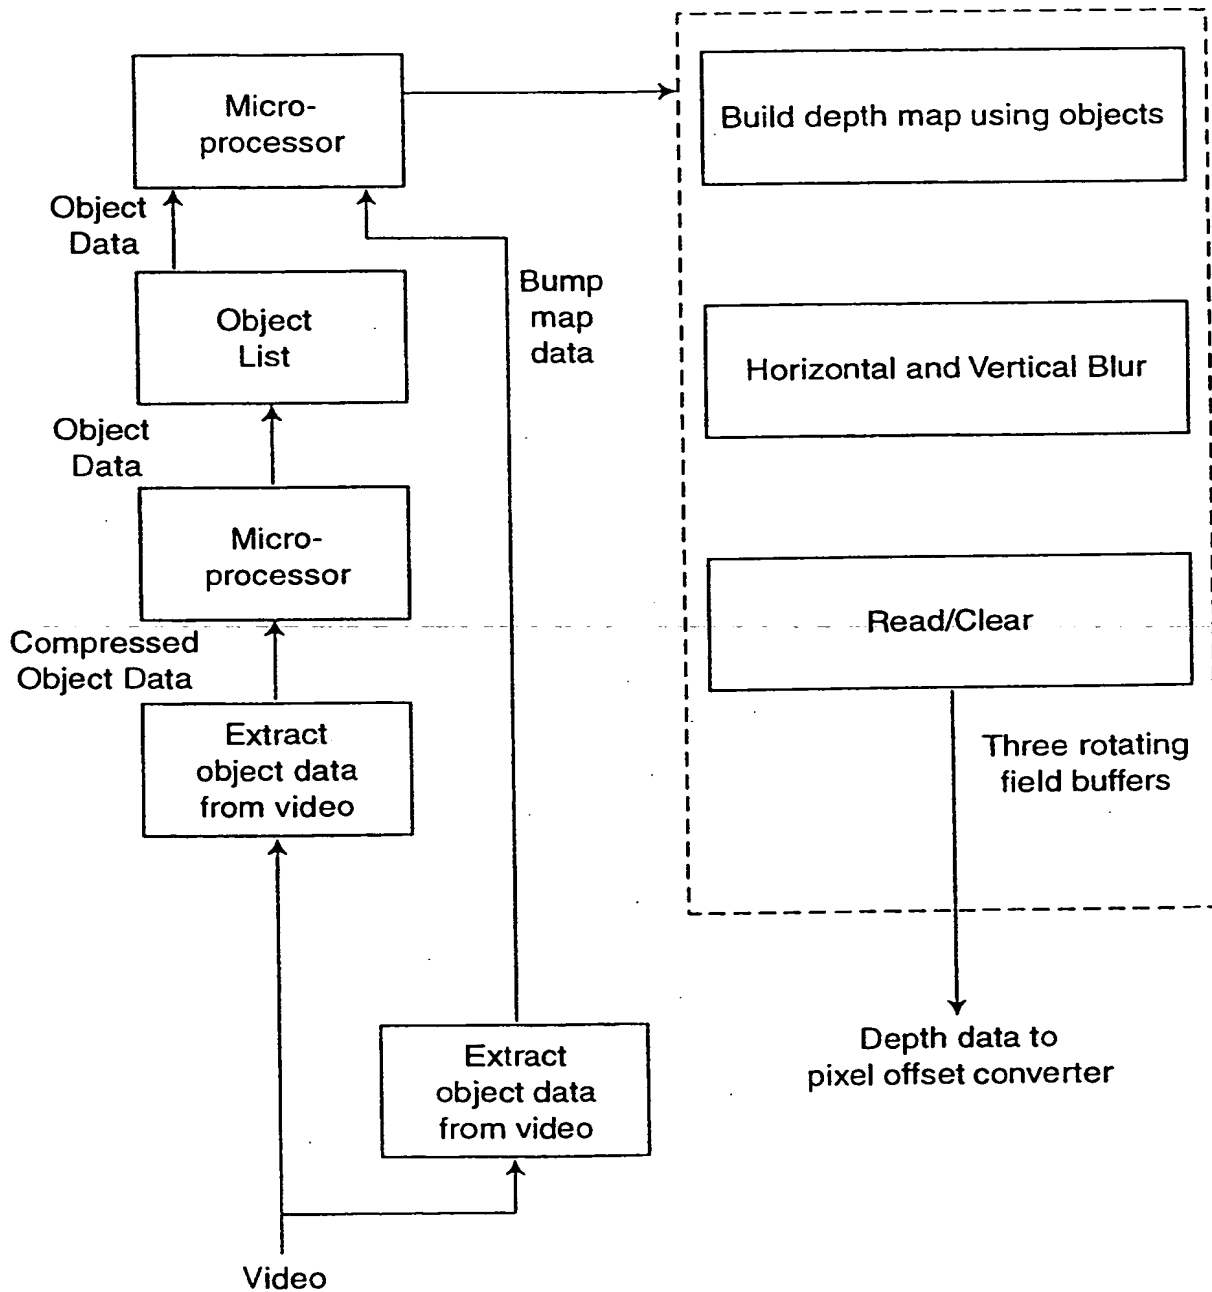 Micro-
processor
Build depth map using objects
Object
Data
Object
List
Bump
map
data
Horizontal and Vertical Blur
Object
Data
Micro-
processor
Read/Clear
Compressed
Object Data
Extract
object data
from video
Three rotating
field buffers
Extract
object data
from video
Depth data to
pixel offset converter
Video